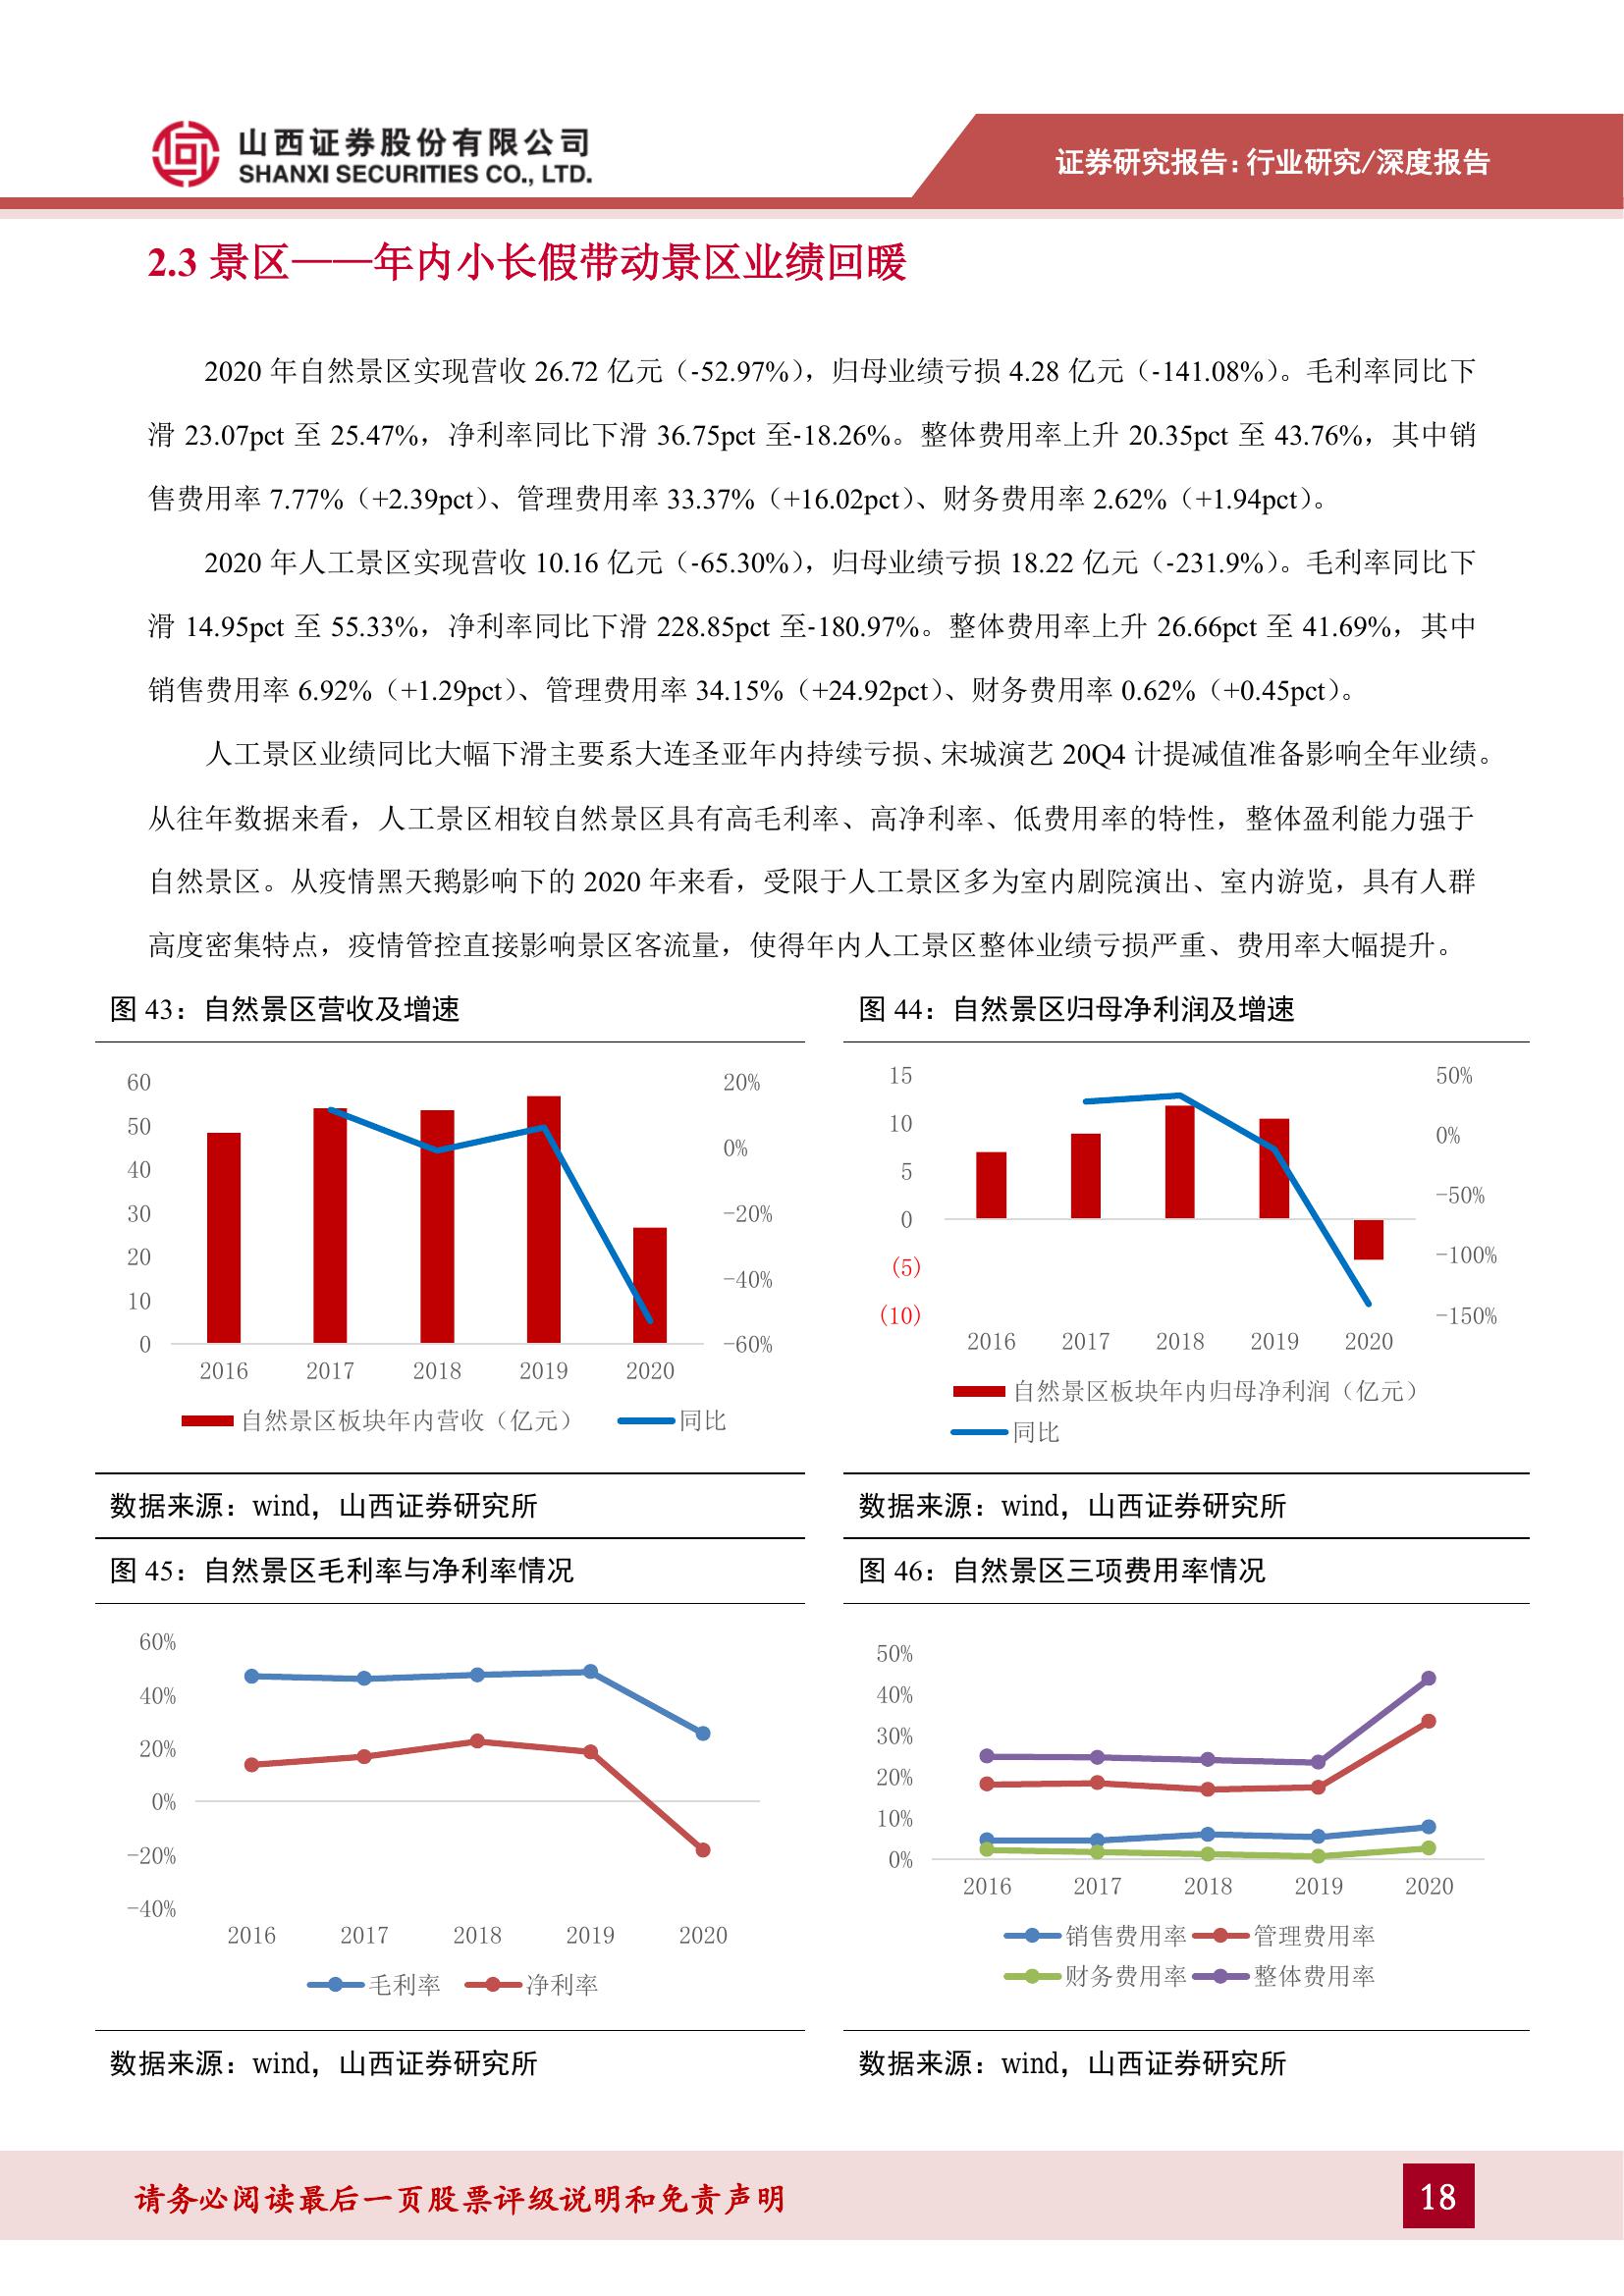 山西证券股份有限公司
SHANXI SECURITIES CO., LTD.
证券研究报告：行业研究/深度报告
2.3 景区——年内小长假带动景区业绩回暖
2020 年自然景区实现营收 26.72 亿元（-52.97%），归母业绩亏损 4.28 亿元（-141.08%）。毛利率同比下
滑 23.07pct 至 25.47%，净利率同比下滑 36.75pct 至-18.26%。整体费用率上升 20.35pct 至 43.76%，其中销
售费用率 7.77%（+2.39pct）、管理费用率 33.37%（+16.02pct）、财务费用率 2.62%（+1.94pct）。
2020 年人工景区实现营收 10.16 亿元（-65.30%），归母业绩亏损 18.22 亿元（-231.9%）。毛利率同比下
滑 14.95pct 至 55.33%，净利率同比下滑 228.85pct 至-180.97%。整体费用率上升 26.66pct 至 41.69%，其中
销售费用率 6.92%（+1.29pct）、管理费用率 34.15%（+24.92pct）、财务费用率 0.62%（+0.45pct）。
人工景区业绩同比大幅下滑主要系大连圣亚年内持续亏损、宋城演艺 20Q4 计提减值准备影响全年业绩。
从往年数据来看，人工景区相较自然景区具有高毛利率、高净利率、低费用率的特性，整体盈利能力强于
自然景区。从疫情黑天鹅影响下的 2020 年来看，受限于人工景区多为室内剧院演出、室内游览，具有人群
高度密集特点，疫情管控直接影响景区客流量，使得年内人工景区整体业绩亏损严重、费用率大幅提升。
图 43：自然景区营收及增速
60
50
40
30
20
10
0
20%
0%
-20%
-40%
-60%
2016 2017 2018 2019 2020
自然景区板块年内营收（亿元） 同比
数据来源：wind，山西证券研究所
图 44：自然景区归母净利润及增速
15
10
5
0
(5)
(10)
50%
0%
-50%
-100%
-150%
2016 2017 2018 2019 2020
自然景区板块年内归母净利润（亿元）
同比
数据来源：wind，山西证券研究所
图 45：自然景区毛利率与净利率情况
60%
40%
20%
0%
-20%
-40%
2016 2017 2018 2019 2020
毛利率 净利率
数据来源：wind，山西证券研究所
图 46：自然景区三项费用率情况
50%
40%
30%
20%
10%
0%
2016 2017 2018 2019 2020
销售费用率 管理费用率
财务费用率 整体费用率
数据来源：wind，山西证券研究所
请务必阅读最后一页股票评级说明和免责声明
18